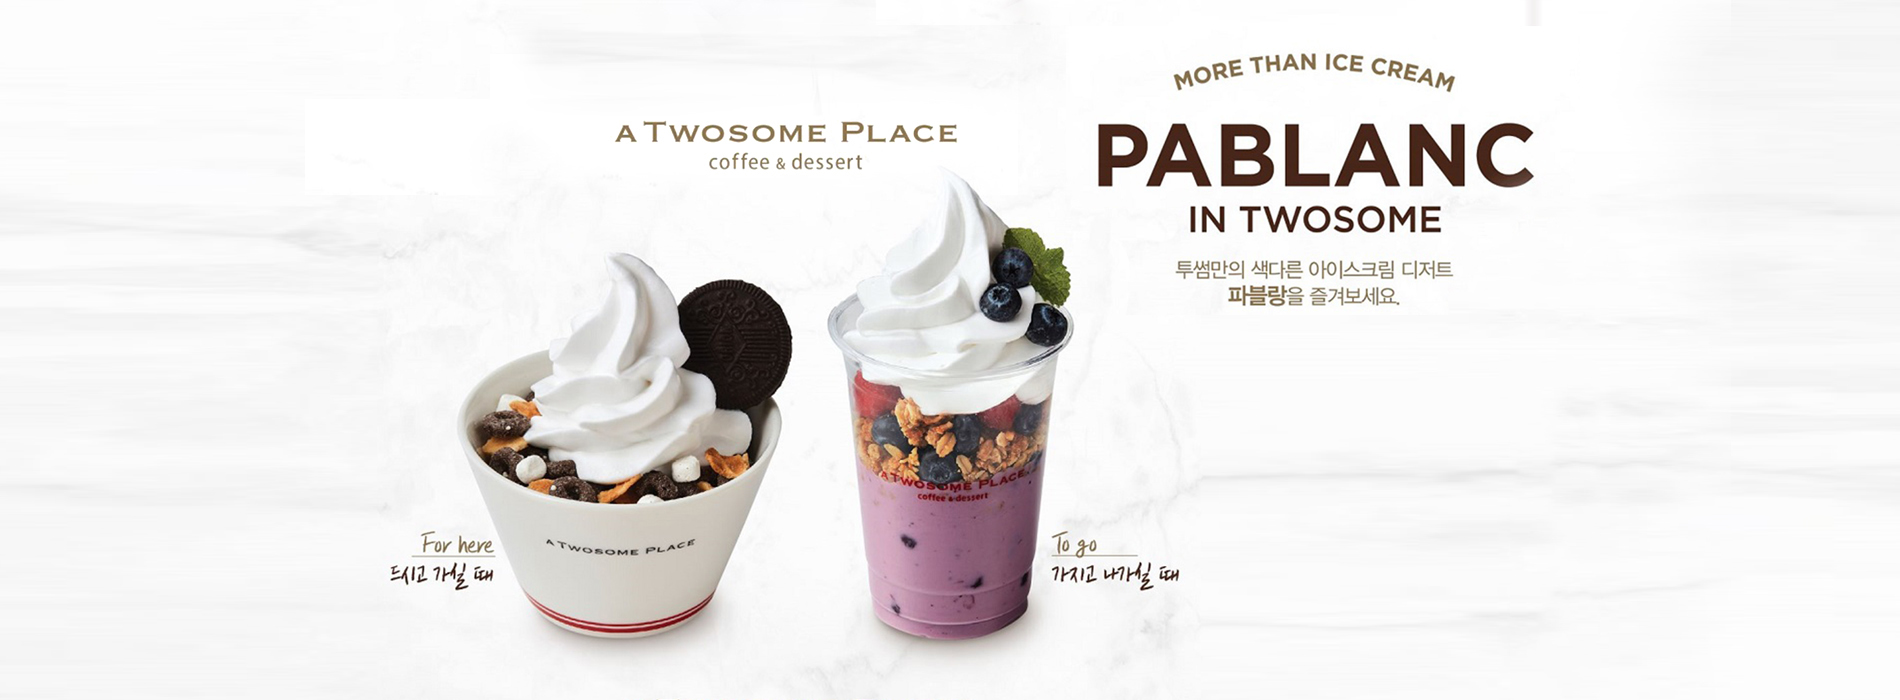 A TWOSOME PLACE
coffee & dessert
MORE THAN ICE CREAM
PABLANC
IN TWOSOME
투썸만의 색다른 아이스크림 디저트
파블랑을 즐겨보세요.
For here
드시고 가실 때
A TWOSOME PLACE
A TWOSOME PLACE
coffee & dessert
To go
가지고 나가실 때